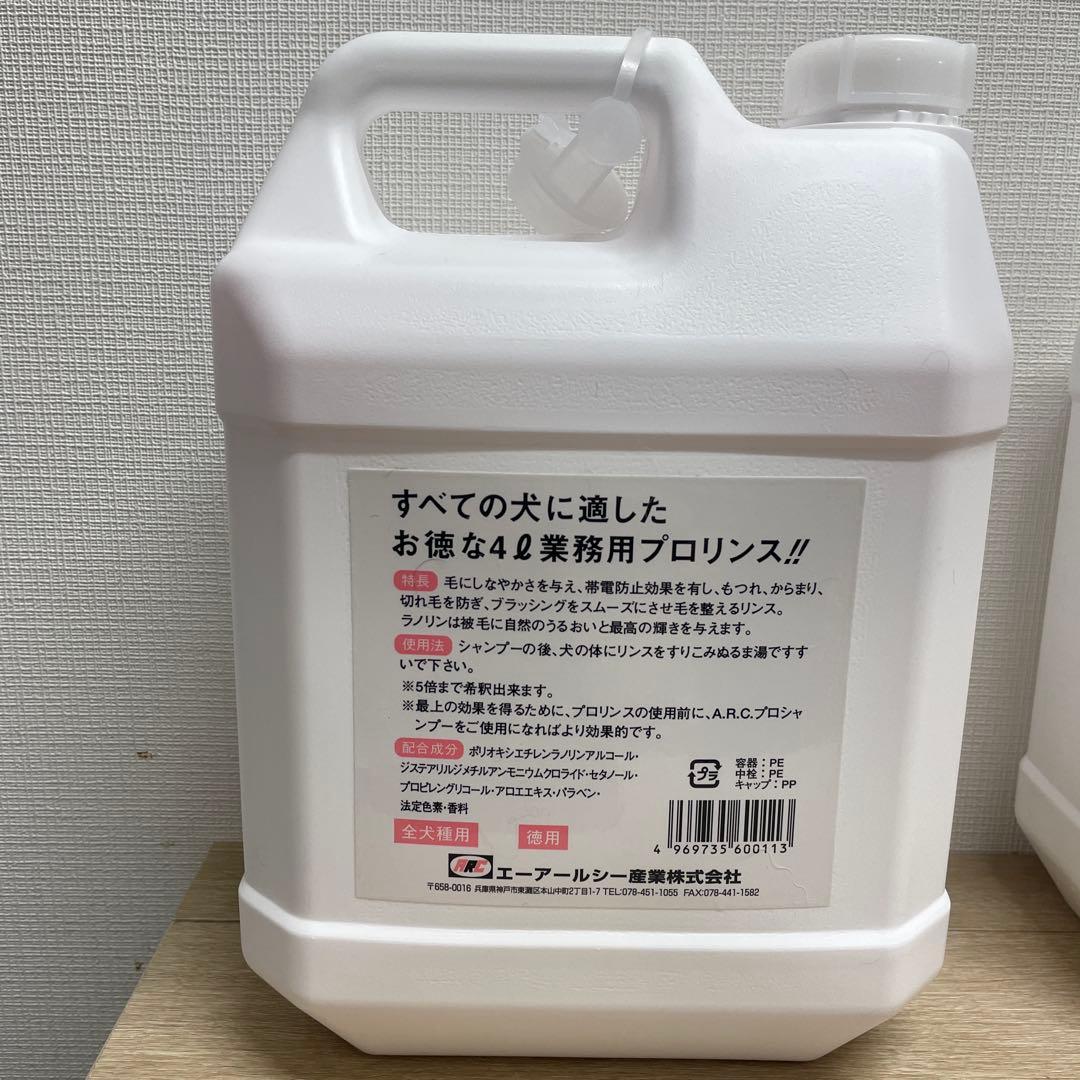 すべての犬に適した
お徳な4ℓ業務用プロリンス!!
特長 毛にしなやかさを与え、帯電防止効果を有し、もつれ、からまり、
切れ毛を防ぎ、ブラッシングをスムーズにさせ毛を整えるリンス。
ラノリンは被毛に自然のうるおいと最高の輝きを与えます。
使用法 シャンプーの後、犬の体にリンスをすりこみぬるま湯ですす
いで下さい。
※5倍まで希釈出来ます。
※最上の効果を得るために、プロリンスの使用前に、A.R.C.プロシャ
ンプーをご使用になればより効果的です。
配合成分 ポリオキシエチレンラノリンアルコール・
ジステアリルジメチルアンモニウムクロライド・セタノール・
プロピレングリコール・アロエエキス・パラベン・
法定色素・香料
プラ
容器:PE
中栓:PE
キャップ:PP
全犬種用 徳用
4 969735 600113
ARC エーアールシー産業株式会社
〒658-0016 兵庫県神戸市東灘区本山中町2丁目1-7 TEL:078-451-1055 FAX:078-441-1582